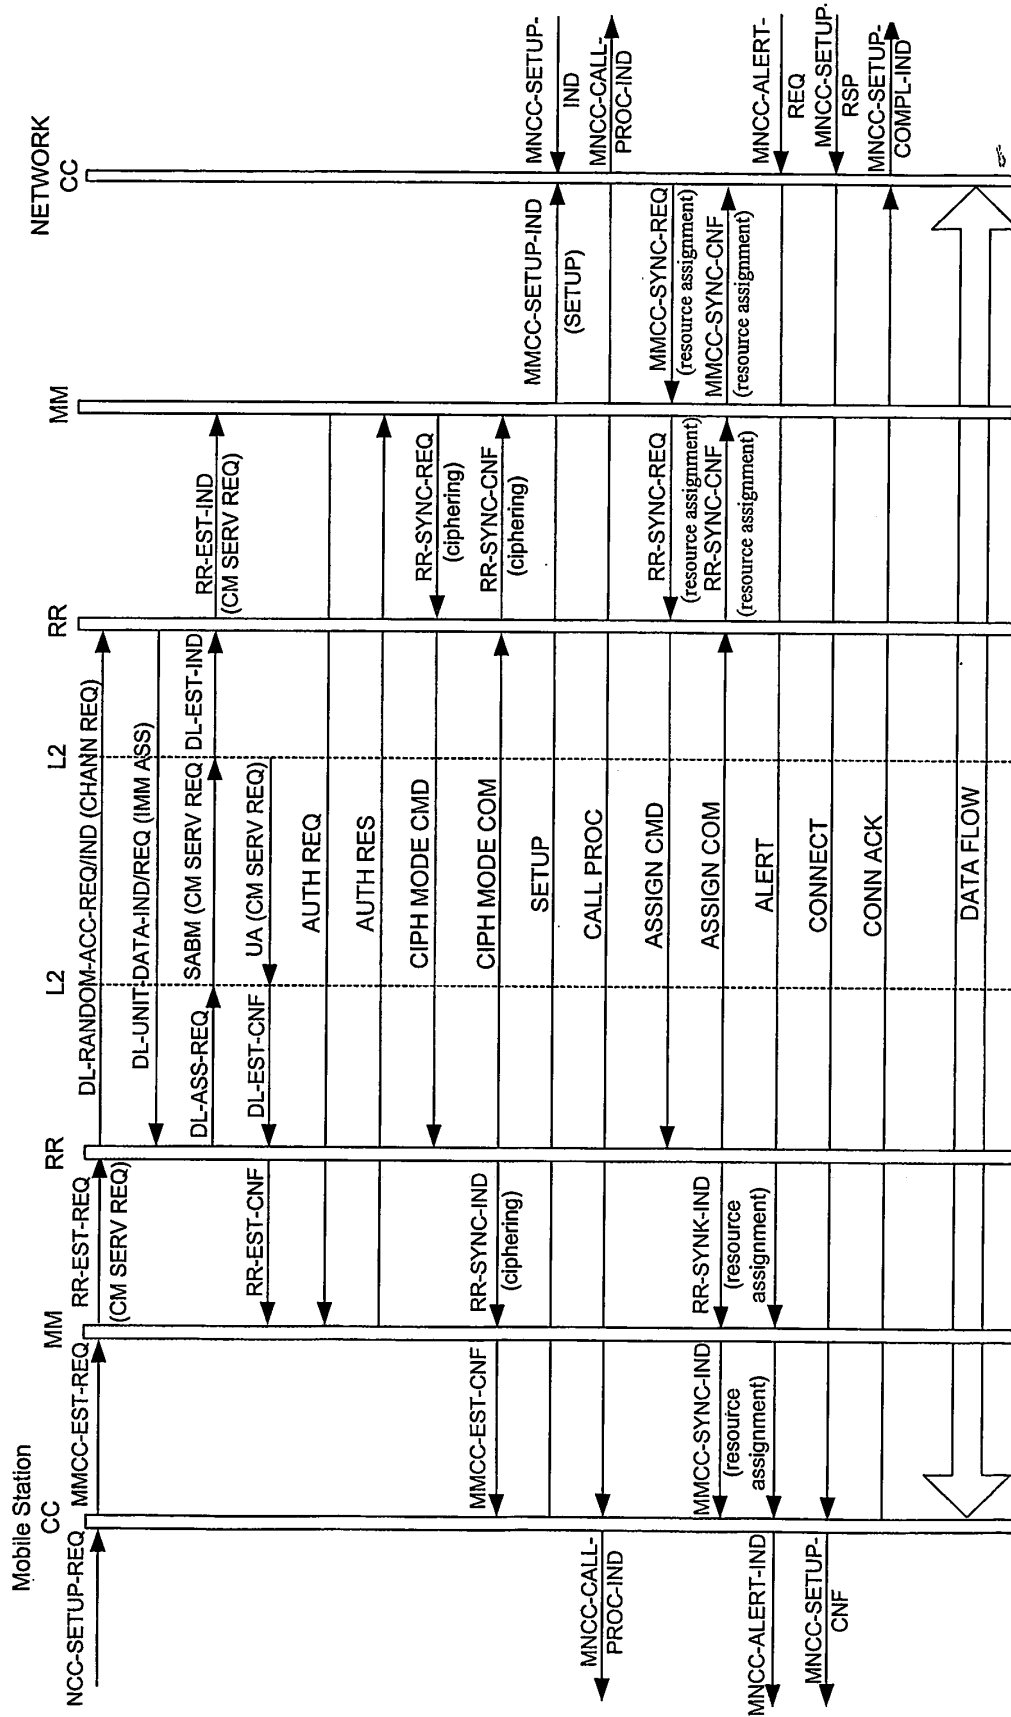 Mobile Station
NETWORK
CC
MM
RR
L2
L2
RR
MM
CC
NCC-SETUP-REQ
MMCC-EST-REQ
RR-EST-REQ
(CM SERV REQ)
DL-RANDOM-ACC-REQ/IND (CHANN REQ)
DL-UNIT-DATA-IND/REQ (IMM ASS)
DL-ASS-REQ
SABM (CM SERV REQ)
DL-EST-IND
RR-EST-IND
(CM SERV REQ)
RR-EST-CNF
DL-EST-CNF
UA (CM SERV REQ)
AUTH REQ
AUTH RES
CIPH MODE CMD
RR-SYNC-REQ
(ciphering)
MMCC-EST-CNF
RR-SYNC-IND
(ciphering)
CIPH MODE COM
RR-SYNC-CNF
(ciphering)
SETUP
MMCC-SETUP-IND
(SETUP)
MNCC-SETUP-
IND
MNCC-CALL-
PROC-IND
CALL PROC
MNCC-CALL-
PROC-IND
ASSIGN CMD
RR-SYNC-REQ
(resource assignment)
MMCC-SYNC-REQ
(resource assignment)
MMCC-SYNC-IND
(resource
assignment)
RR-SYNK-IND
(resource
assignment)
ASSIGN COM
RR-SYNC-CNF
(resource assignment)
MMCC-SYNC-CNF
(resource assignment)
MNCC-ALERT-IND
ALERT
MNCC-ALERT-
REQ
MNCC-SETUP-
CNF
CONNECT
MNCC-SETUP-
RSP
CONN ACK
MNCC-SETUP-
COMPL-IND
DATA FLOW